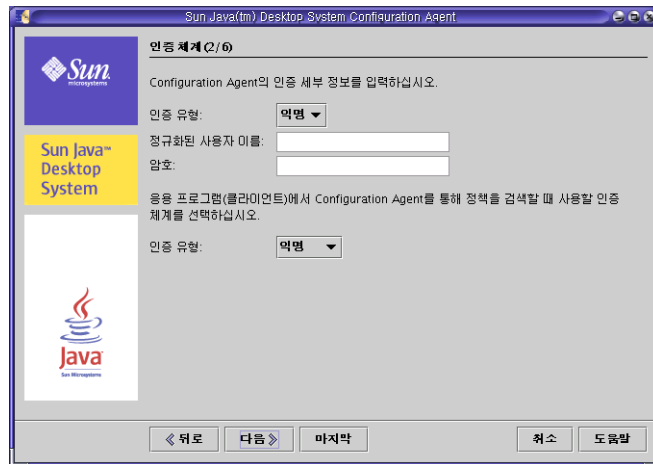 Sun Java(tm) Desktop System Configuration Agent
Sun
microsystems
Sun Java™
Desktop
System
Java
Sun Microsystems
인증 체계(2/6)
Configuration Agent의 인증 세부 정보를 입력하십시오.
인증 유형: 익명
정규화된 사용자 이름:
암호:
응용 프로그램(클라이언트)에서 Configuration Agent를 통해 정책을 검색할 때 사용할 인증
체계를 선택하십시오.
인증 유형: 익명
뒤로 다음 마지막 취소 도움말